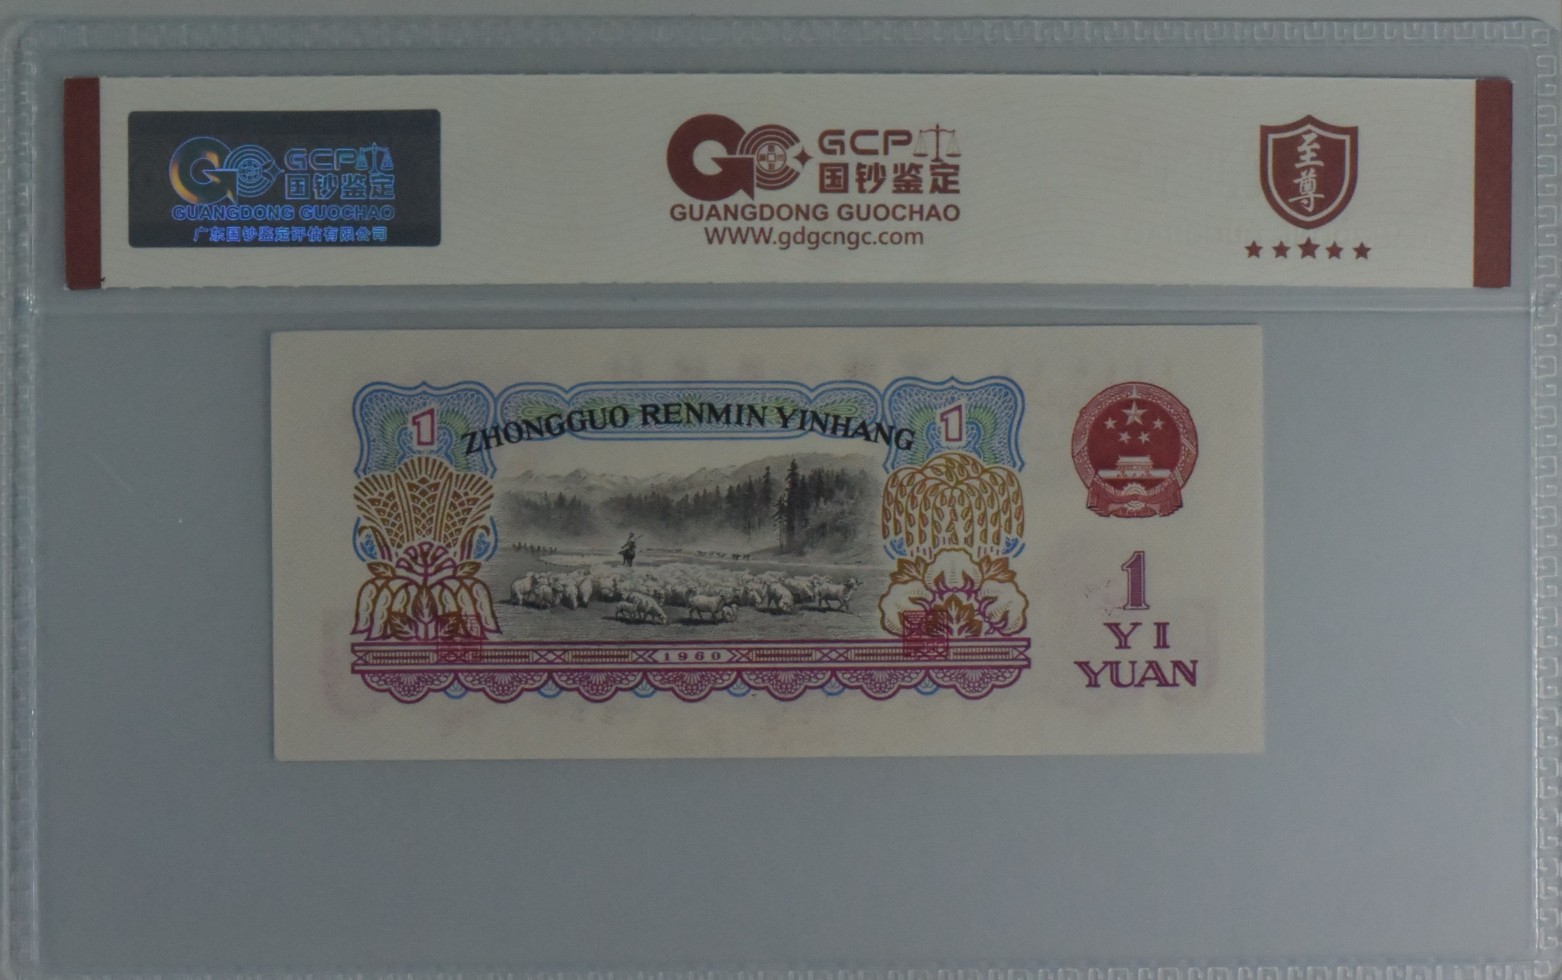 GCP
国钞鉴定
GUANGDONG GUOCHAO
广东国钞鉴定评估有限公司
GCP
国钞鉴定
GUANGDONG GUOCHAO
WWW.gdgcngc.com
至
尊
1
ZHONGGUO RENMIN YINHANG
1
1
YI
YUAN
1960